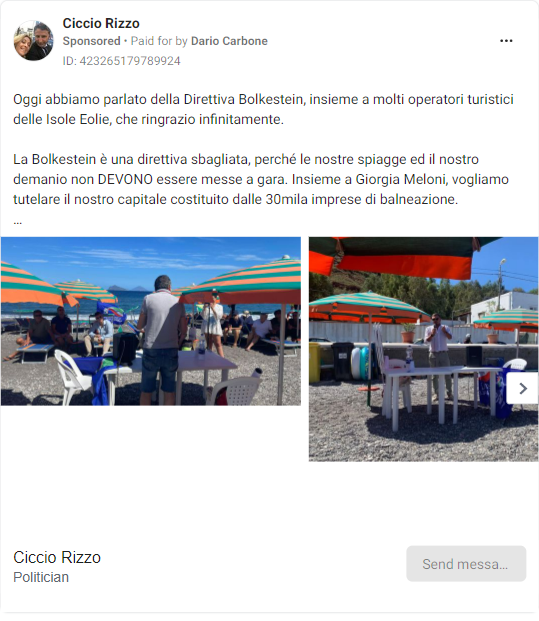 Ciccio Rizzo
Sponsored • Paid for by Dario Carbone
ID: 423265179789924
Oggi abbiamo parlato della Direttiva Bolkestein, insieme a molti operatori turistici
delle Isole Eolie, che ringrazio infinitamente.
La Bolkestein è una direttiva sbagliata, perché le nostre spiagge ed il nostro
demanio non DEVONO essere messe a gara. Insieme a Giorgia Meloni, vogliamo
tutelare il nostro capitale costituito dalle 30mila imprese di balneazione.
...
Ciccio Rizzo
Politician
Send messa...